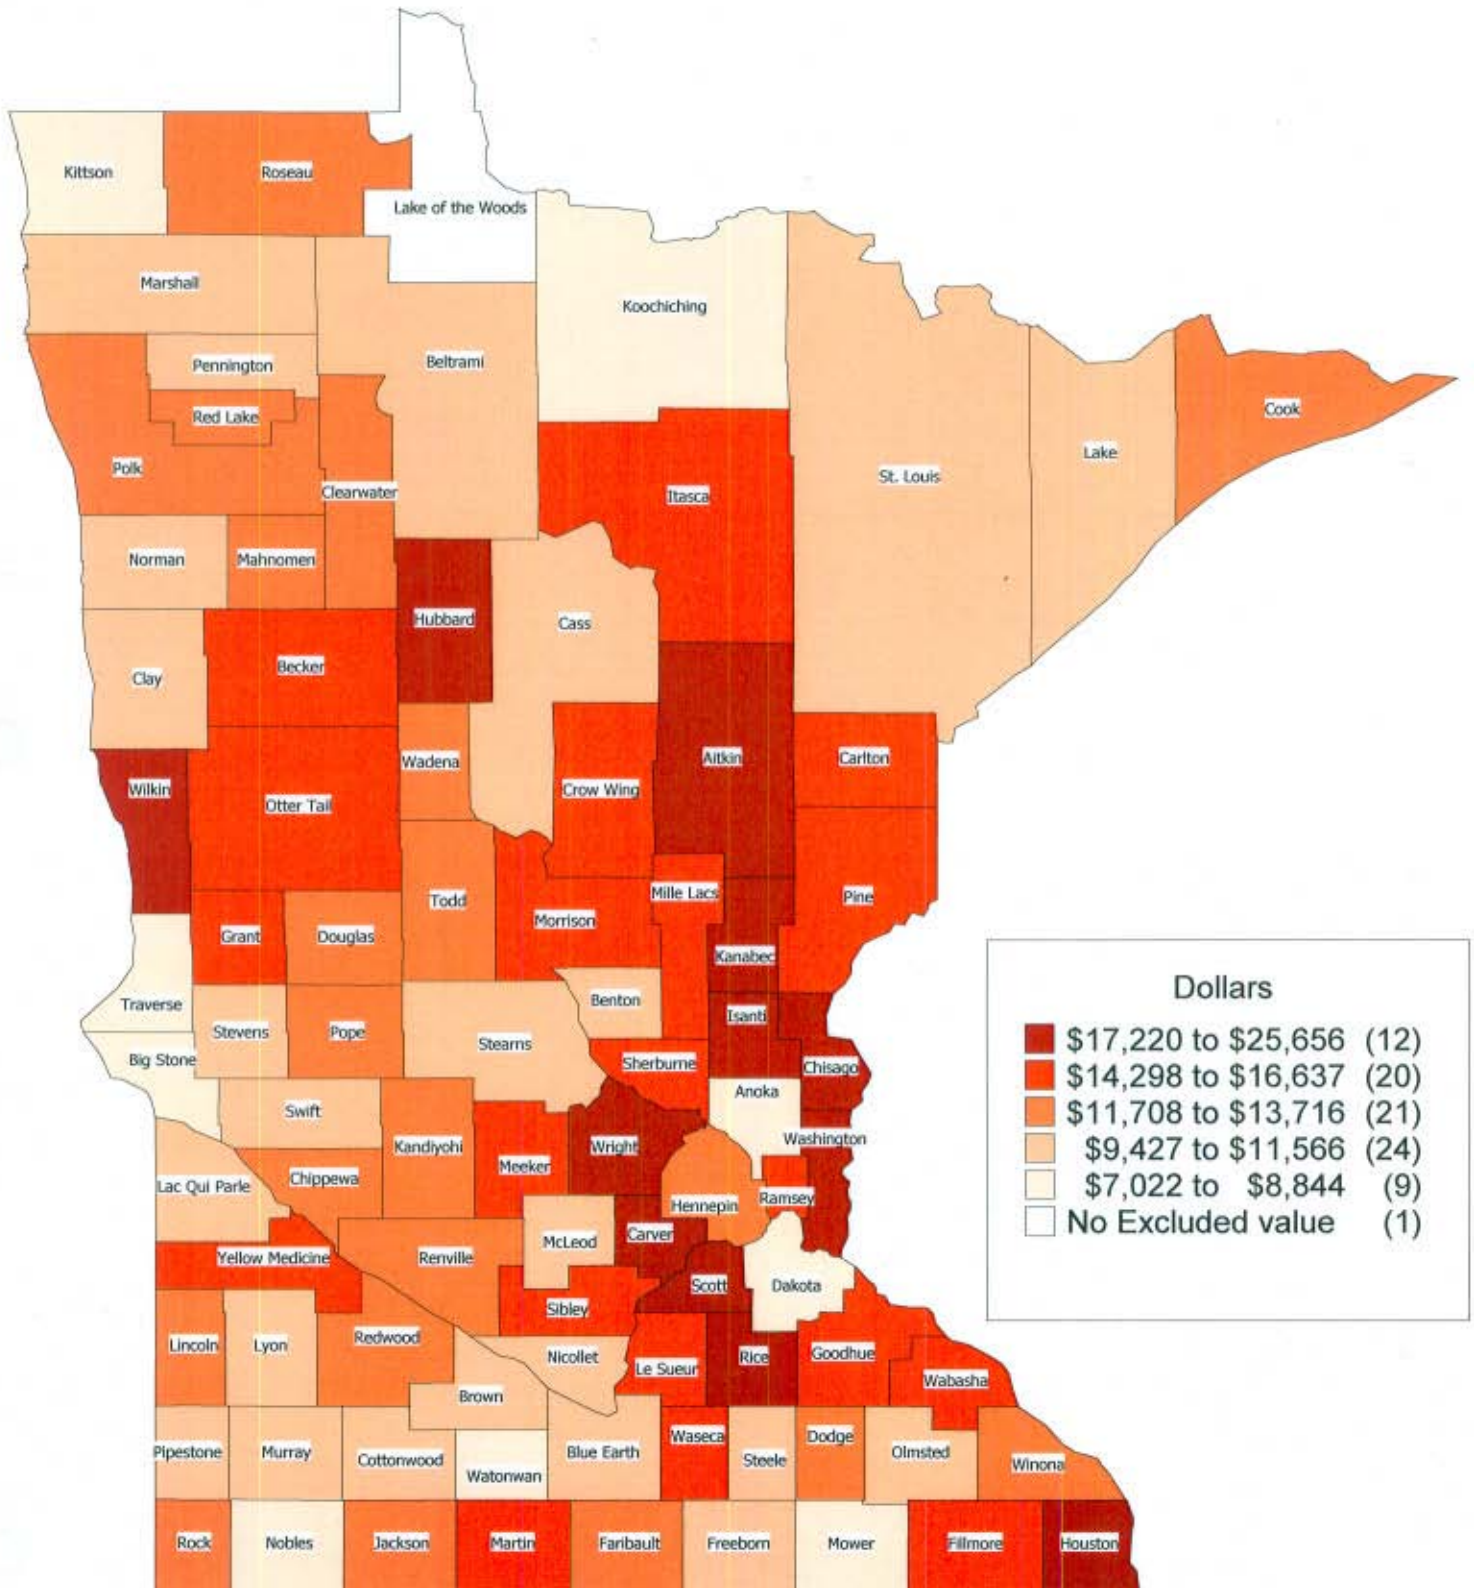 Kittson
Roseau
Lake of the Woods
Marshall
Koochiching
Pennington
Beltrami
Red Lake
Cook
Lake
Polk
St. Louis
Clearwater
Itasca
Norman
Mahnomen
Hubbard
Cass
Becker
Clay
Aitkin
Carlton
Wadena
Wilkin
Crow Wing
Otter Tail
Mille Lacs
Pine
Todd
Morrison
Grant
Douglas
Kanabec
Benton
Traverse
Isanti
Stevens
Pope
Stearns
Big Stone
Sherburne
Chisago
Anoka
Swift
Washington
Kandiyohi
Wright
Meeker
Chippewa
Lac Qui Parle
Ramsey
Hennepin
Carver
McLeod
Yellow Medicine
Renville
Scott
Dakota
Sibley
Redwood
Lincoln
Lyon
Goodhue
Nicollet
Rice
Le Sueur
Wabasha
Brown
Waseca
Dodge
Pipestone
Murray
Blue Earth
Olmsted
Cottonwood
Steele
Winona
Watonwan
Rock
Nobles
Jackson
Martin
Faribault
Freeborn
Mower
Fillmore
Houston
Dollars
$17,220 to $25,656 (12)
$14,298 to $16,637 (20)
$11,708 to $13,716 (21)
$9,427 to $11,566 (24)
$7,022 to $8,844 (9)
No Excluded value (1)